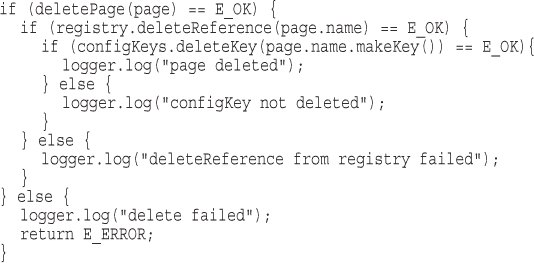 if (deletePage(page) == E_OK) {
  if (registry.deleteReference(page.name) == E_OK) {
    if (configKeys.deleteKey(page.name.makeKey()) == E_OK){
      logger.log("page deleted");
    } else {
      logger.log("configKey not deleted");
    }
  } else {
    logger.log("deleteReference from registry failed");
  }
} else {
  logger.log("delete failed");
  return E_ERROR;
}